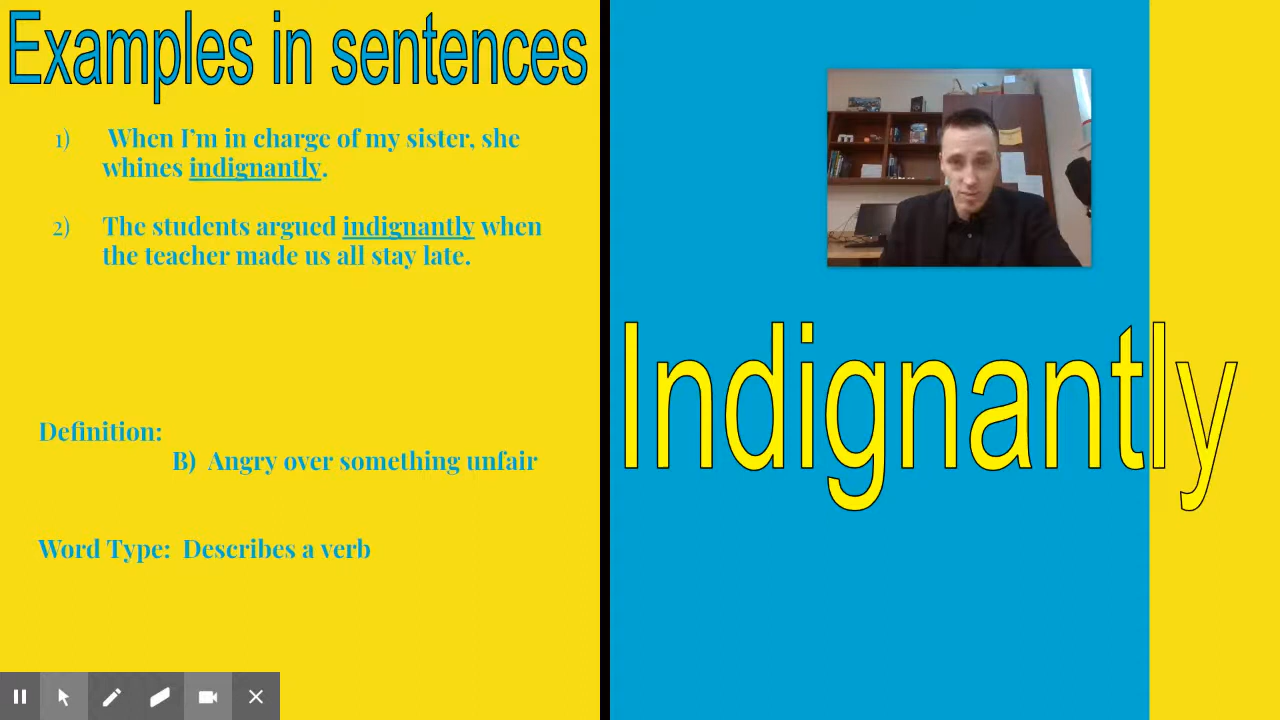 Examples in sentences
1) When I'm in charge of my sister, she
whines indignantly.
2) The students argued indignantly when
the teacher made us all stay late.
Definition:
B) Angry over something unfair
Word Type: Describes a verb
Indignantly